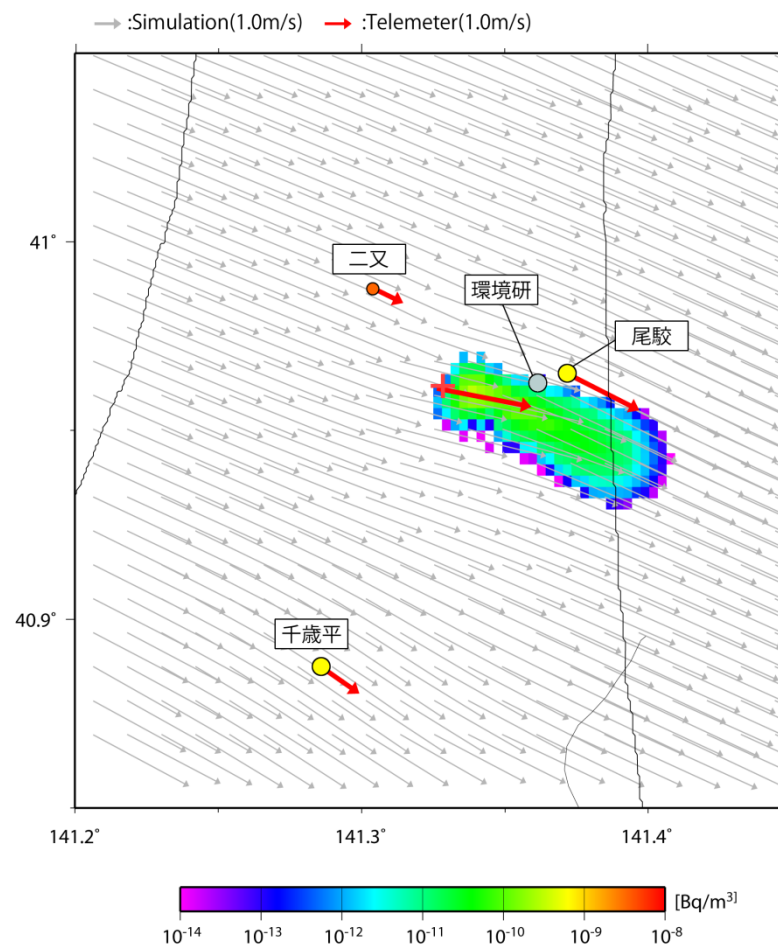 :Simulation(1.0m/s) :Telemeter(1.0m/s)
41˚
二又
環境研
尾駮
40.9˚
千歳平
141.2˚ 141.3˚ 141.4˚
[Bq/m³]
10⁻¹⁴ 10⁻¹³ 10⁻¹² 10⁻¹¹ 10⁻¹⁰ 10⁻⁹ 10⁻⁸